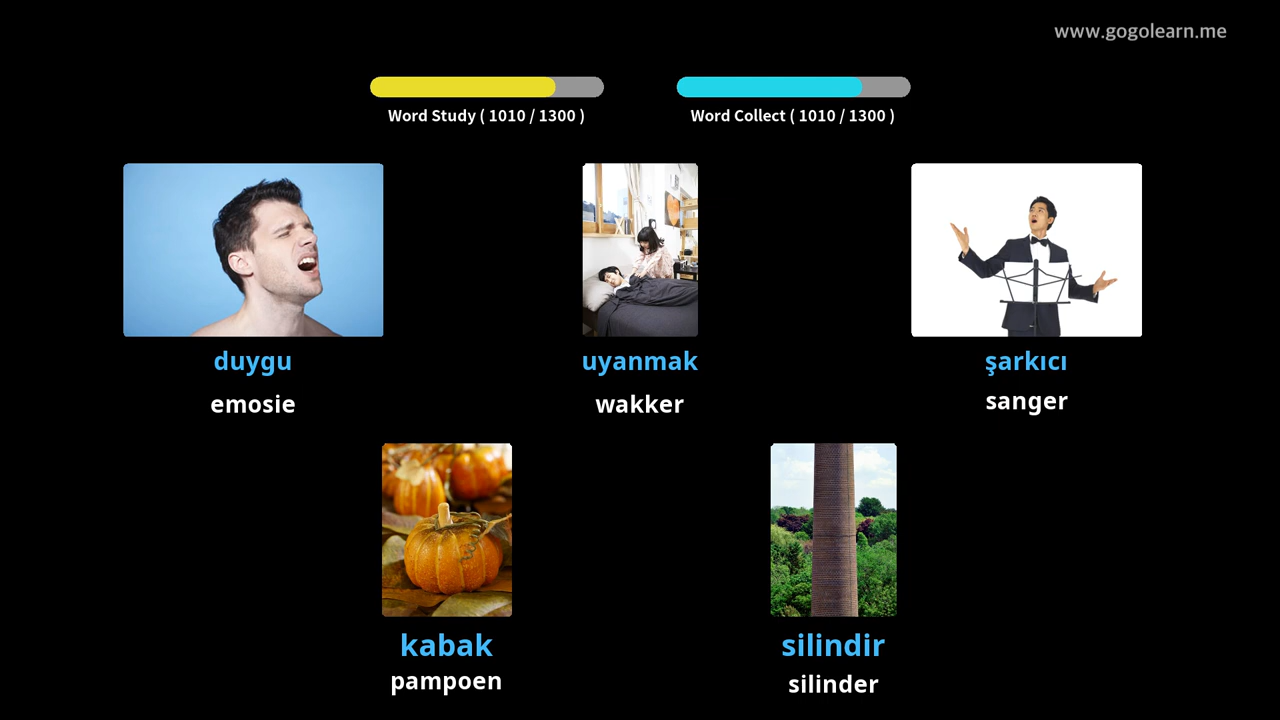 www.gogolearn.me
Word Study ( 1010 / 1300 )
Word Collect ( 1010 / 1300 )
duygu
emosie
uyanmak
wakker
şarkıcı
sanger
kabak
pampoen
silindir
silinder